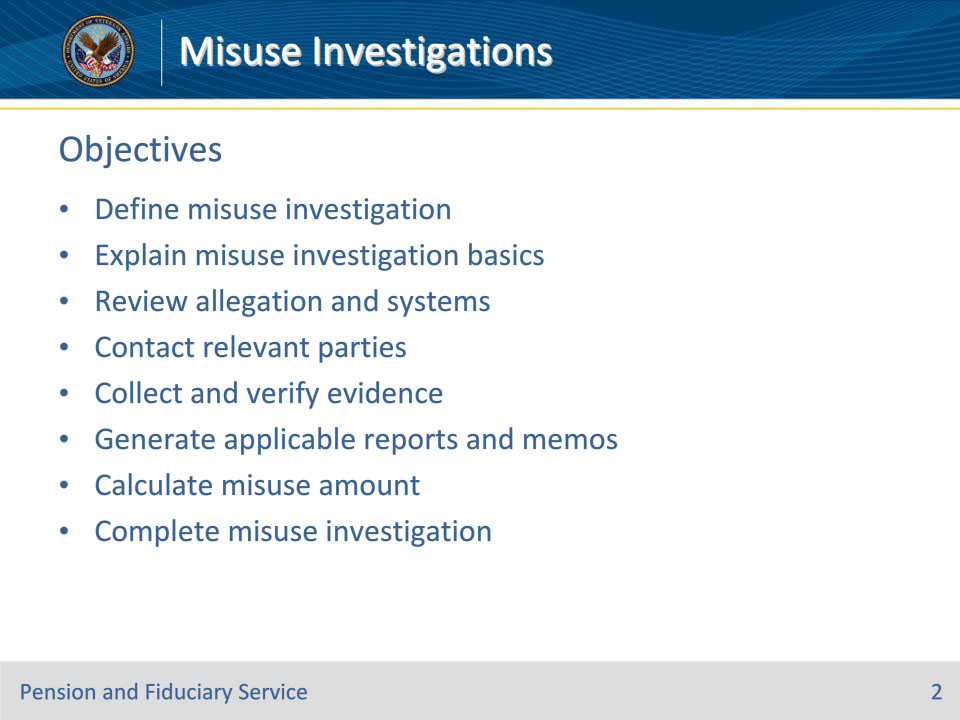 Misuse Investigations
Objectives
• Define misuse investigation
• Explain misuse investigation basics
• Review allegation and systems
• Contact relevant parties
• Collect and verify evidence
• Generate applicable reports and memos
• Calculate misuse amount
• Complete misuse investigation
Pension and Fiduciary Service
2